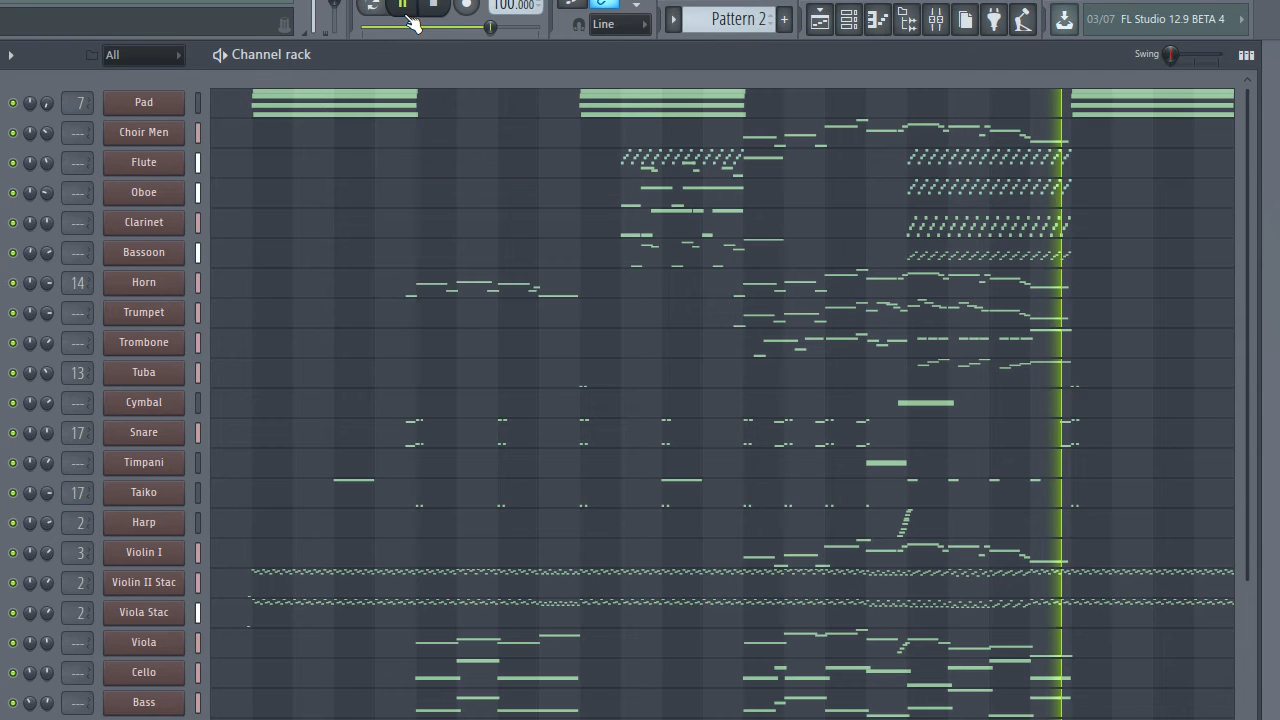 100.000
Line
Pattern 2
+
03/07 FL Studio 12.9 BETA 4
All
Channel rack
Swing
7 Pad
--- Choir Men
--- Flute
--- Oboe
--- Clarinet
--- Bassoon
14 Horn
--- Trumpet
--- Trombone
13 Tuba
--- Cymbal
17 Snare
--- Timpani
17 Taiko
2 Harp
3 Violin I
2 Violin II Stac
2 Viola Stac
--- Viola
--- Cello
--- Bass